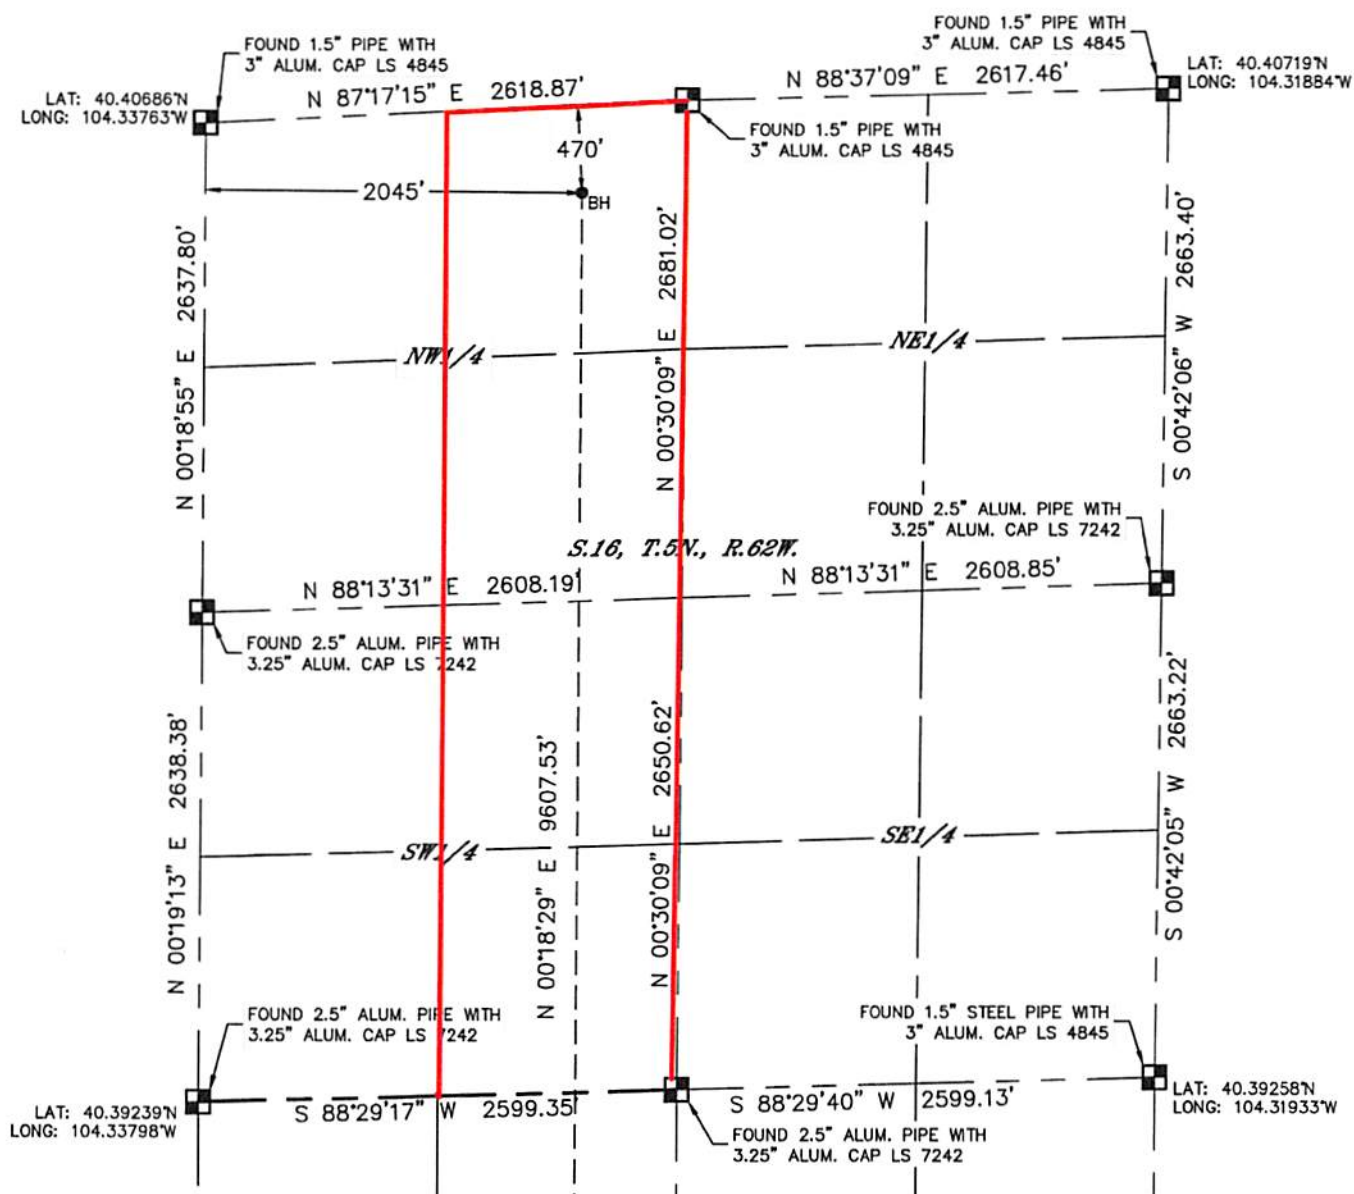 FOUND 1.5" PIPE WITH
3" ALUM. CAP LS 4845
LAT: 40.40686°N
LONG: 104.33763°W
N 87°17'15" E 2618.87'
FOUND 1.5" PIPE WITH
3" ALUM. CAP LS 4845
N 88°37'09" E 2617.46'
LAT: 40.40719°N
LONG: 104.31884°W
FOUND 1.5" PIPE WITH
3" ALUM. CAP LS 4845
470'
2045'
BH
N 00°18'55" E 2637.80'
N 00°30'09" E 2681.02'
S 00°42'06" W 2663.40'
NW1/4
NE1/4
FOUND 2.5" ALUM. PIPE WITH
3.25" ALUM. CAP LS 7242
S.16, T.5N., R.62W.
N 88°13'31" E 2608.19'
N 88°13'31" E 2608.85'
FOUND 2.5" ALUM. PIPE WITH
3.25" ALUM. CAP LS 7242
N 00°19'13" E 2638.38'
N 00°18'29" E 9607.53'
N 00°30'09" E 2650.62'
S 00°42'05" W 2663.22'
SW1/4
SE1/4
FOUND 2.5" ALUM. PIPE WITH
3.25" ALUM. CAP LS 7242
FOUND 1.5" STEEL PIPE WITH
3" ALUM. CAP LS 4845
LAT: 40.39239°N
LONG: 104.33798°W
S 88°29'17" W 2599.35'
S 88°29'40" W 2599.13'
LAT: 40.39258°N
LONG: 104.31933°W
FOUND 2.5" ALUM. PIPE WITH
3.25" ALUM. CAP LS 7242